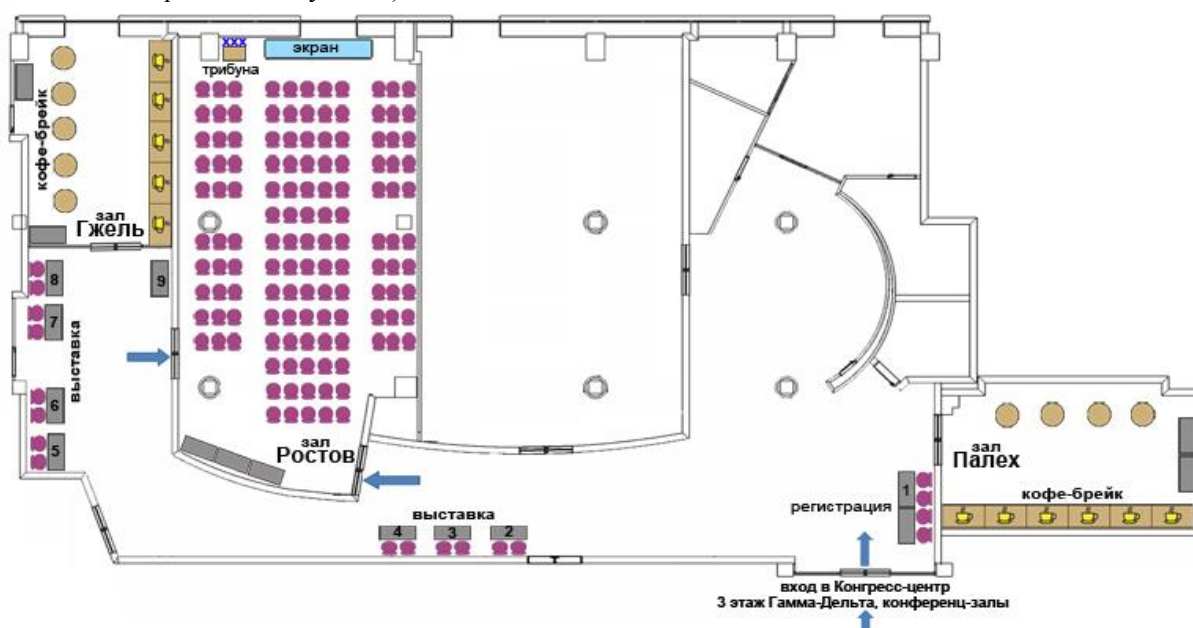 xxx
экран
трибуна
кофе-брейк
зал
Гжель
8
9
7
выставка
6
5
зал
Ростов
зал
Палех
кофе-брейк
1
регистрация
выставка
4
3
2
вход в Конгресс-центр
3 этаж Гамма-Дельта, конференц-залы